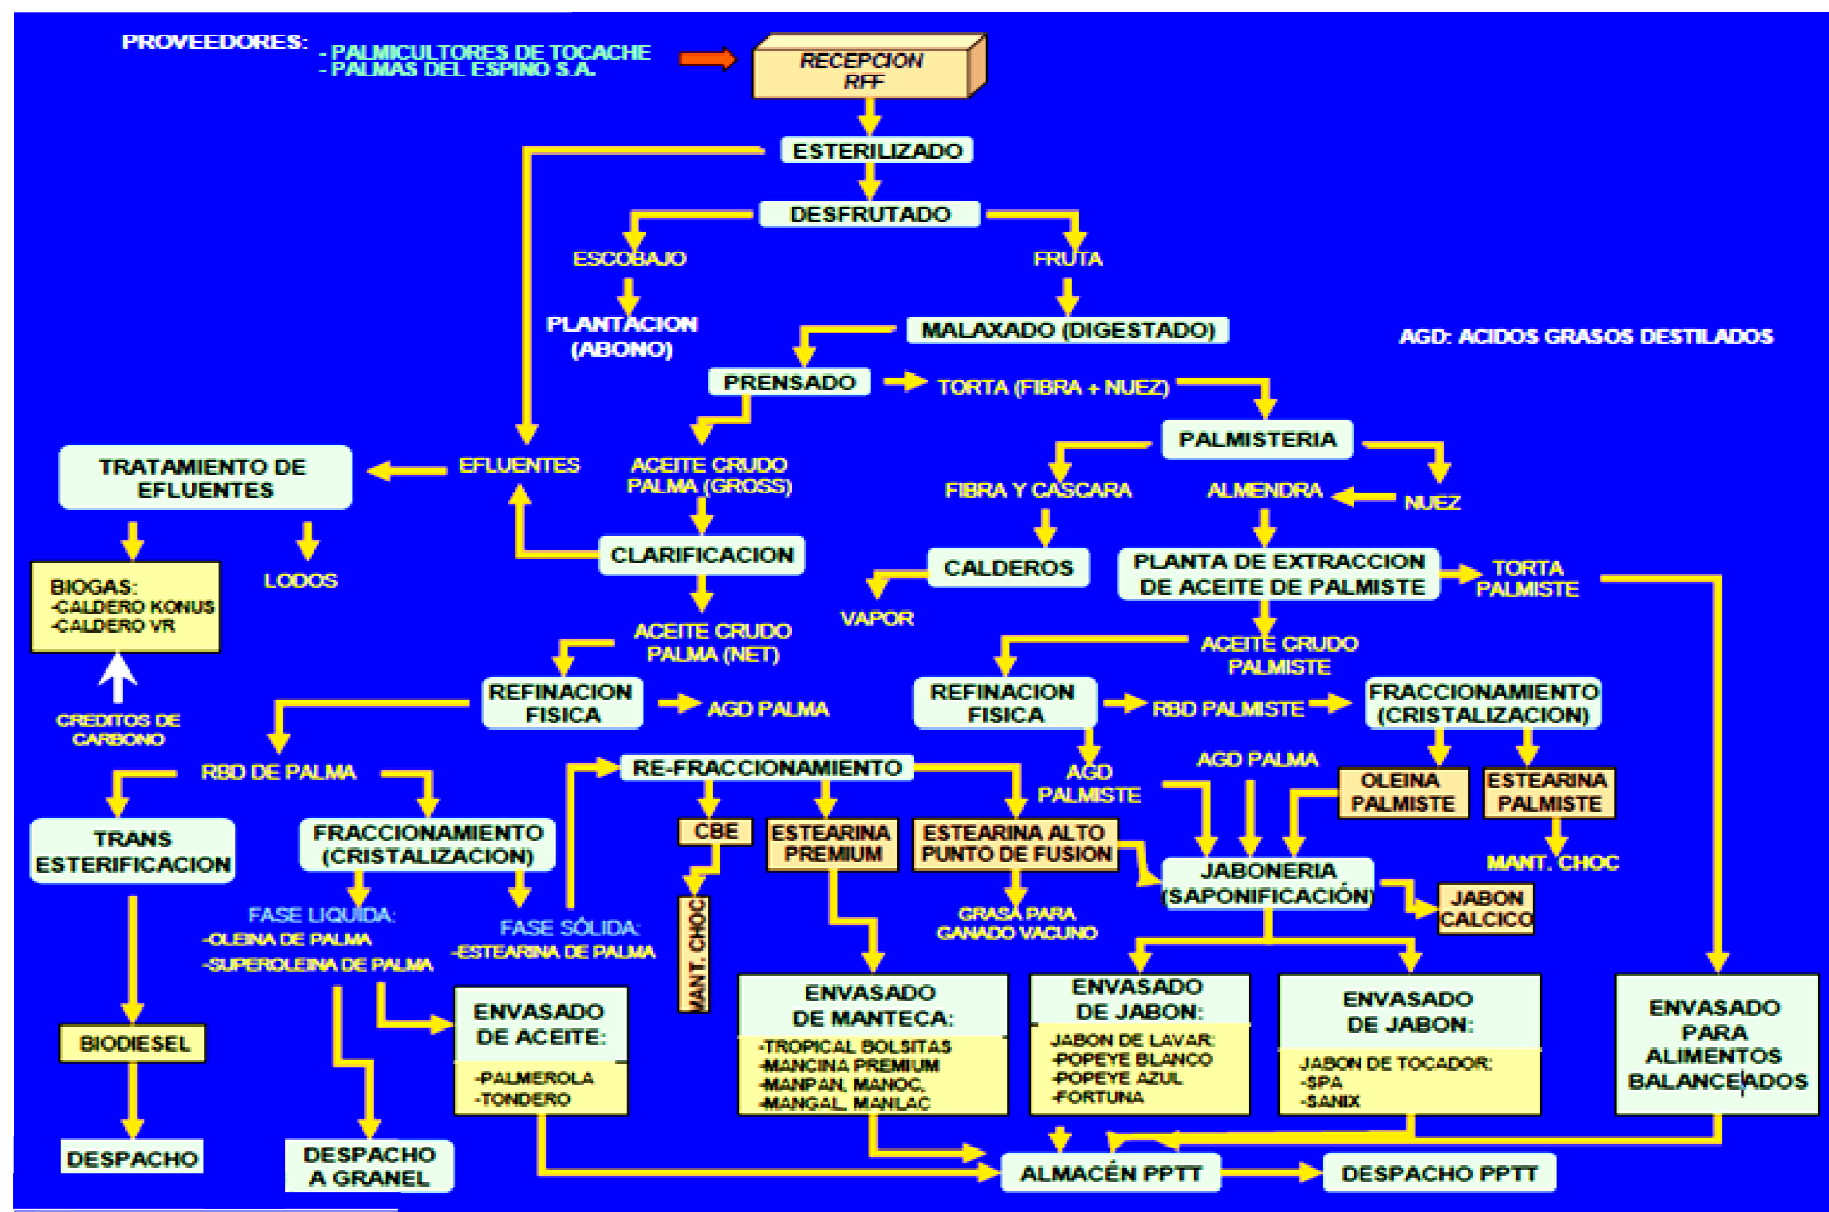 PROVEEDORES:
- PALMICULTORES DE TOCACHE
- PALMAS DEL ESPINO S.A.
RECEPCION
RFF
ESTERILIZADO
DESFRUTADO
ESCOBAJO
FRUTA
PLANTACION
(ABONO)
MALAXADO (DIGESTADO)
AGD: ACIDOS GRASOS DESTILADOS
PRENSADO
TORTA (FIBRA + NUEZ)
PALMISTERIA
TRATAMIENTO DE
EFLUENTES
EFLUENTES
ACEITE CRUDO
PALMA (GROSS)
FIBRA Y CASCARA
ALMENDRA
NUEZ
CLARIFICACION
CALDEROS
PLANTA DE EXTRACCION
DE ACEITE DE PALMISTE
TORTA
PALMISTE
BIOGAS:
-CALDERO KONUS
-CALDERO VR
LODOS
VAPOR
ACEITE CRUDO
PALMA (NET)
ACEITE CRUDO
PALMISTE
CREDITOS DE
CARBONO
REFINACION
FISICA
AGD PALMA
REFINACION
FISICA
RBD PALMISTE
FRACCIONAMIENTO
(CRISTALIZACION)
RBD DE PALMA
RE-FRACCIONAMIENTO
AGD
PALMISTE
AGD PALMA
OLEINA
PALMISTE
ESTEARINA
PALMISTE
TRANS
ESTERIFICACION
FRACCIONAMIENTO
(CRISTALIZACION)
CBE
ESTEARINA
PREMIUM
ESTEARINA ALTO
PUNTO DE FUSION
MANT. CHOC
JABONERIA
(SAPONIFICACIÓN)
JABON
CALCICO
FASE LIQUIDA:
-OLEINA DE PALMA
-SUPEROLEINA DE PALMA
FASE SÓLIDA:
-ESTEARINA DE PALMA
MANT. CHOC
GRASA PARA
GANADO VACUNO
BIODIESEL
ENVASADO
DE ACEITE:
-PALMEROLA
-TONDERO
ENVASADO
DE MANTECA:
-TROPICAL BOLSITAS
-MANCINA PREMIUM
-MANPAN, MANOC,
-MANGAL, MANLAC
ENVASADO
DE JABON:
JABON DE LAVAR:
-POPEYE BLANCO
-POPEYE AZUL
-FORTUNA
ENVASADO
DE JABON:
JABON DE TOCADOR:
-SPA
-SANIX
ENVASADO
PARA
ALIMENTOS
BALANCEADOS
DESPACHO
DESPACHO
A GRANEL
ALMACÉN PPTT
DESPACHO PPTT